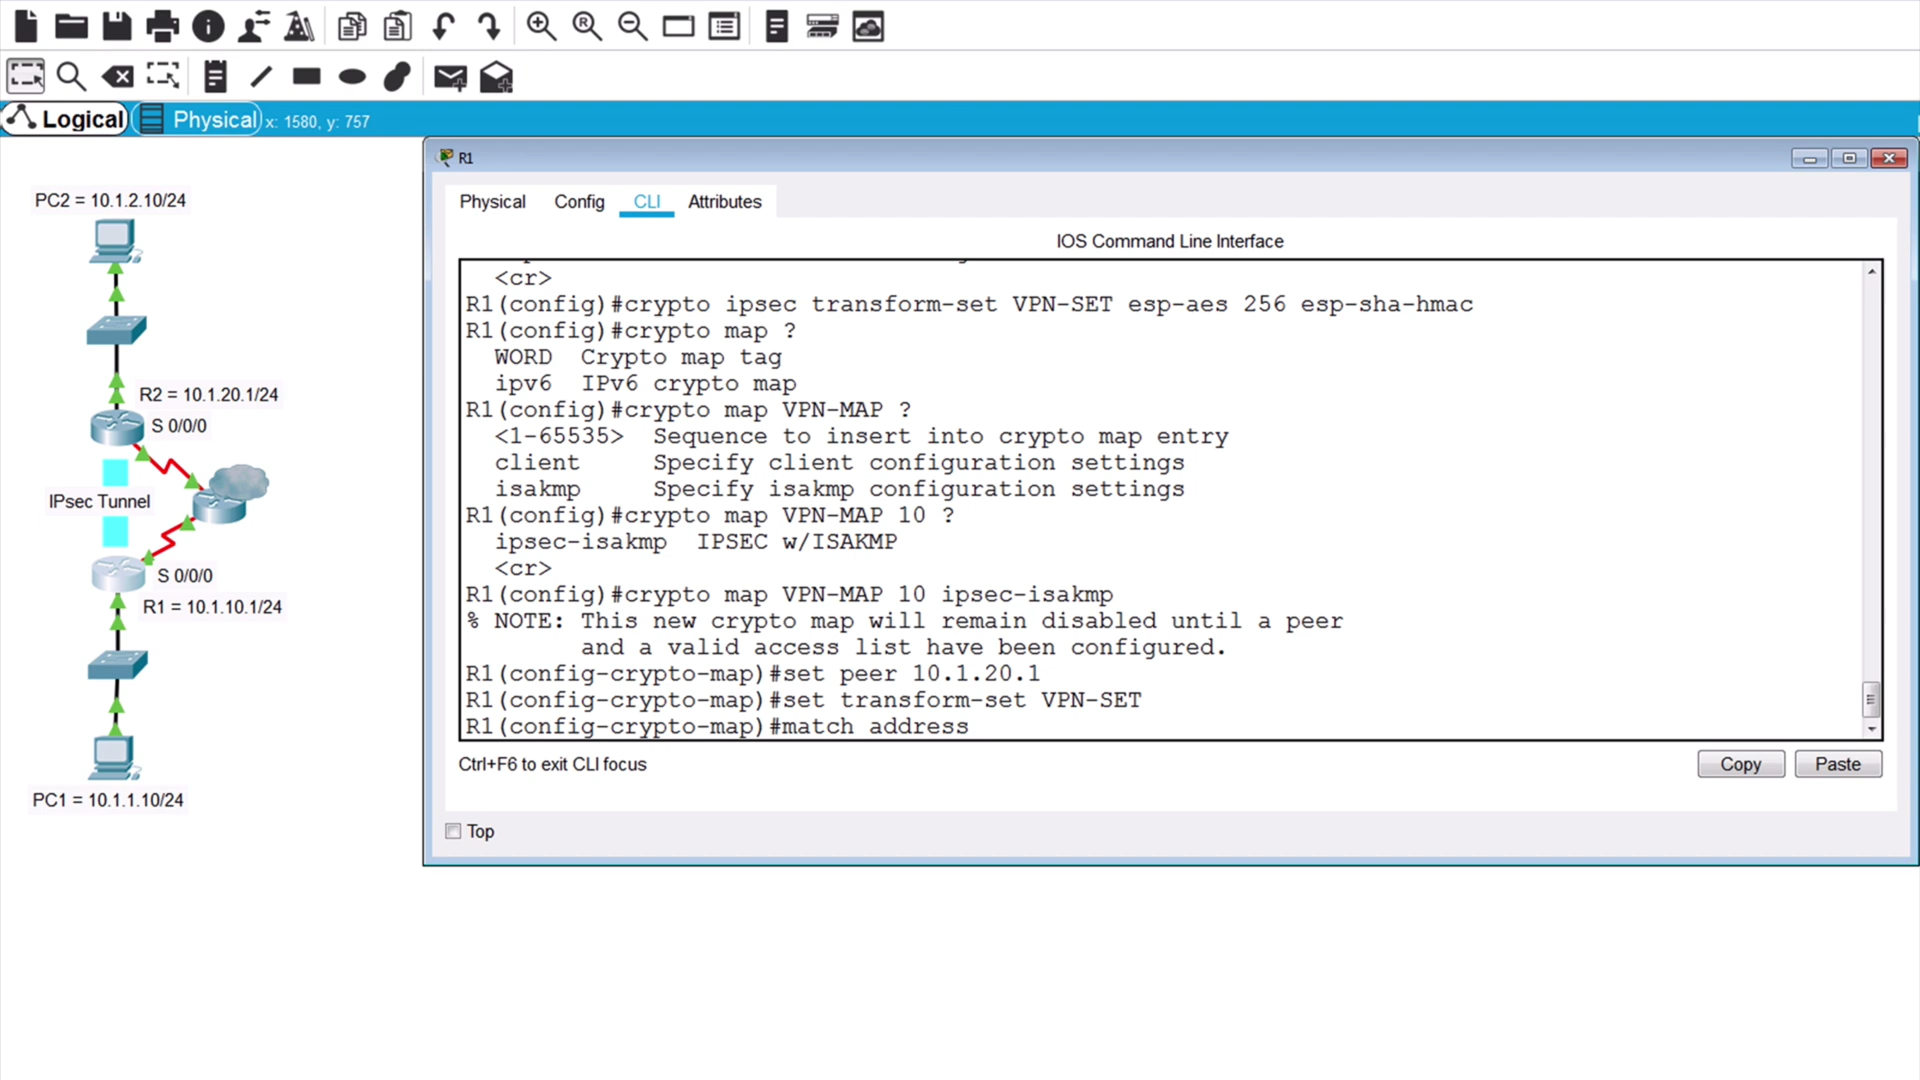 Logical
Physical
x: 1580, y: 757
PC2 = 10.1.2.10/24
R2 = 10.1.20.1/24
S 0/0/0
IPsec Tunnel
S 0/0/0
R1 = 10.1.10.1/24
PC1 = 10.1.1.10/24
R1
Physical
Config
CLI
Attributes
IOS Command Line Interface
<cr>
R1(config)#crypto ipsec transform-set VPN-SET esp-aes 256 esp-sha-hmac
R1(config)#crypto map ?
WORD  Crypto map tag
ipv6  IPv6 crypto map
R1(config)#crypto map VPN-MAP ?
<1-65535>  Sequence to insert into crypto map entry
client     Specify client configuration settings
isakmp     Specify isakmp configuration settings
R1(config)#crypto map VPN-MAP 10 ?
ipsec-isakmp  IPSEC w/ISAKMP
<cr>
R1(config)#crypto map VPN-MAP 10 ipsec-isakmp
% NOTE: This new crypto map will remain disabled until a peer
and a valid access list have been configured.
R1(config-crypto-map)#set peer 10.1.20.1
R1(config-crypto-map)#set transform-set VPN-SET
R1(config-crypto-map)#match address
Ctrl+F6 to exit CLI focus
Copy
Paste
Top